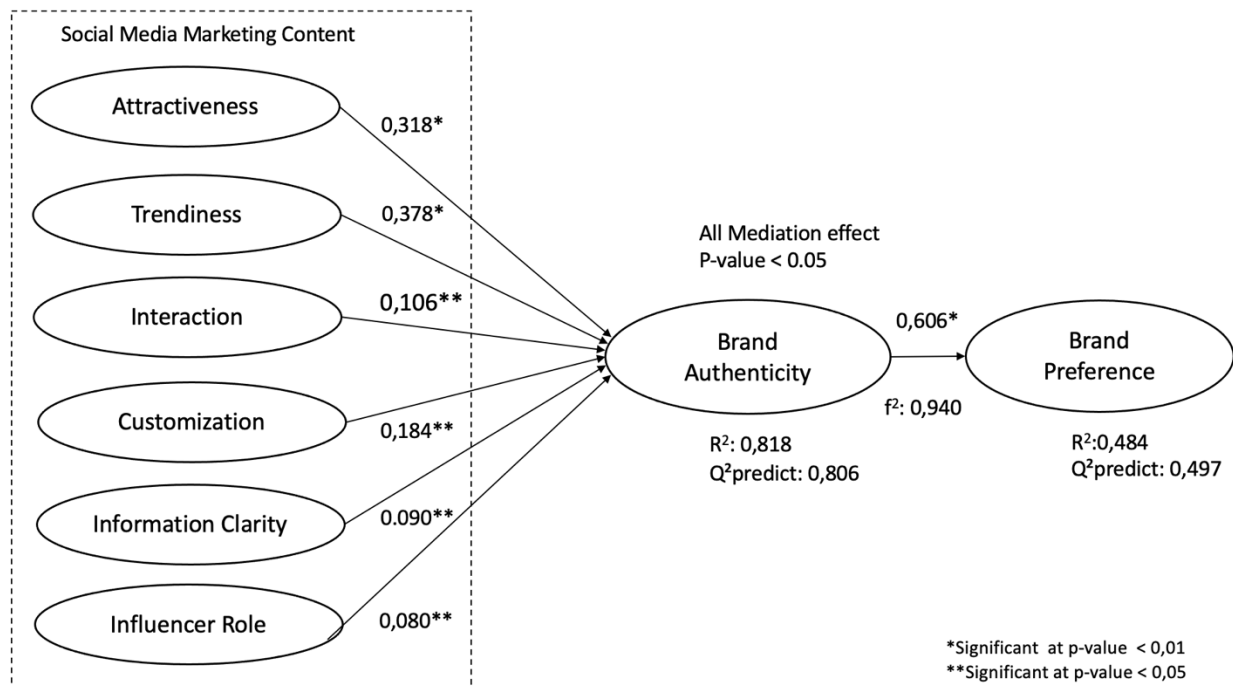 Social Media Marketing Content
Attractiveness
0,318*
Trendiness
0,378*
Interaction
0,106**
Customization
0,184**
Information Clarity
0.090**
Influencer Role
0,080**
All Mediation effect
P-value < 0.05
Brand
Authenticity
R²: 0,818
Q²predict: 0,806
0,606*
f²: 0,940
Brand
Preference
R²:0,484
Q²predict: 0,497
*Significant at p-value < 0,01
**Significant at p-value < 0,05